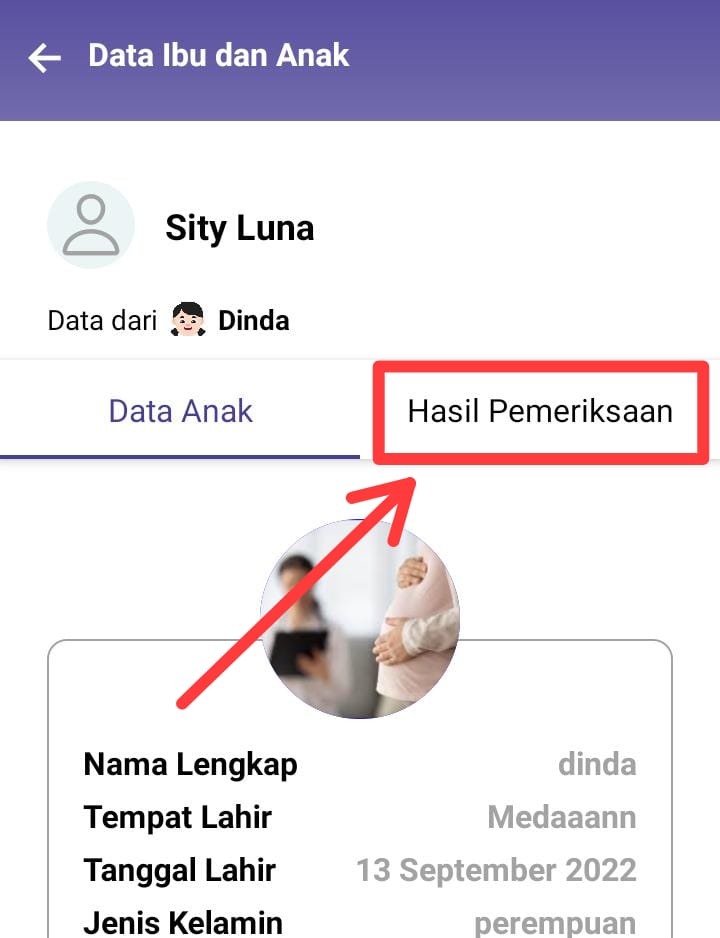 Data Ibu dan Anak
Sity Luna
Data dari Dinda
Data Anak Hasil Pemeriksaan
Nama Lengkap dinda
Tempat Lahir Medaaann
Tanggal Lahir 13 September 2022
Jenis Kelamin perempuan